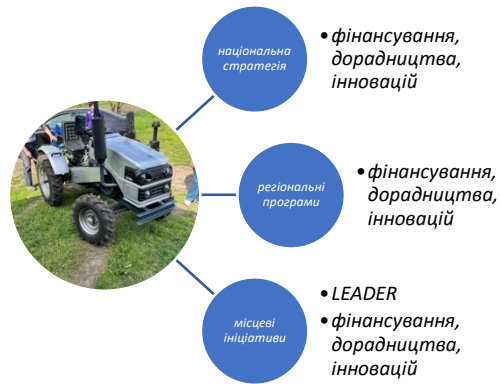 національна
стратегія
• фінансування,
дорадництва,
інновацій
регіональні
програми
• фінансування,
дорадництва,
інновацій
місцеві
ініціативи
• LEADER
• фінансування,
дорадництва,
інновацій